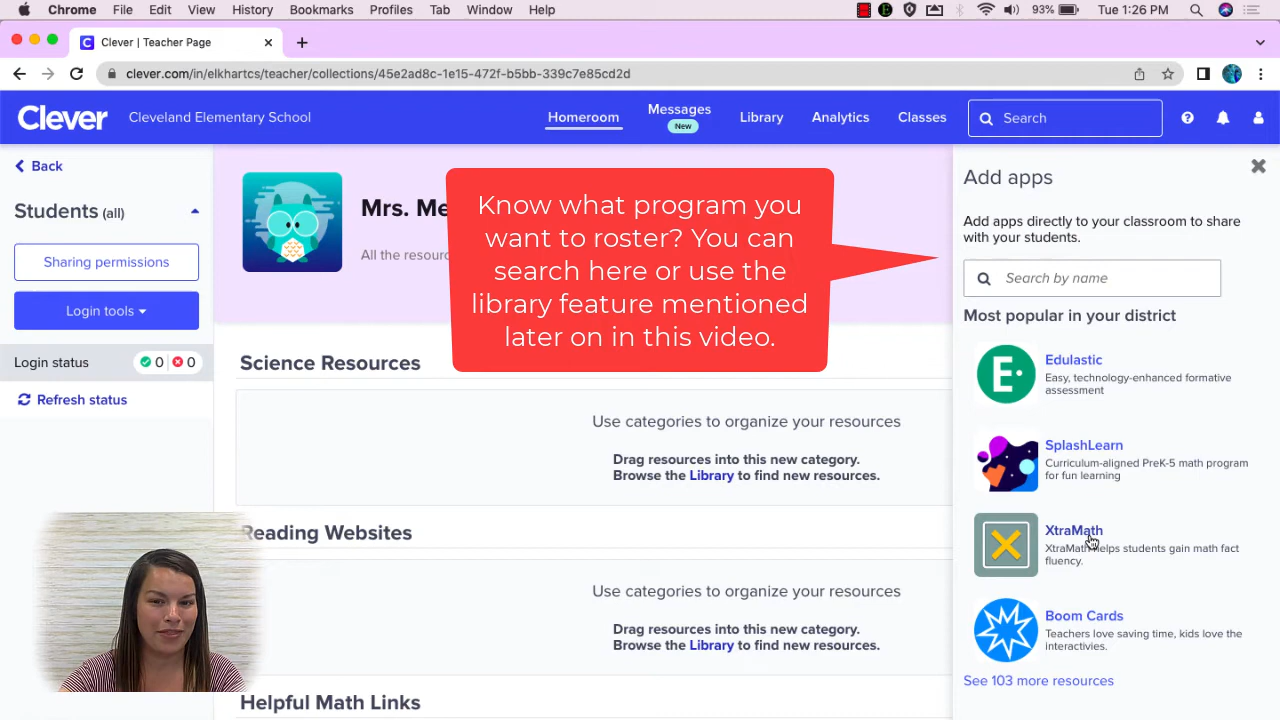 Chrome File Edit View History Bookmarks Profiles Tab Window Help 93% Tue 1:26 PM
Clever | Teacher Page
clever.com/in/elkhartcs/teacher/collections/45e2ad8c-1e15-472f-b5bb-339c7e85cd2d
Clever Cleveland Elementary School Homeroom Messages New Library Analytics Classes Search
Back
Students (all)
Sharing permissions
Login tools
Login status 0 0
Refresh status
Mrs. Me
All the resourc
Know what program you
want to roster? You can
search here or use the
library feature mentioned
later on in this video.
Science Resources
Use categories to organize your resources
Drag resources into this new category.
Browse the Library to find new resources.
Reading Websites
Use categories to organize your resources
Drag resources into this new category.
Browse the Library to find new resources.
Helpful Math Links
Add apps
Add apps directly to your classroom to share
with your students.
Search by name
Most popular in your district
Edulastic
Easy, technology-enhanced formative
assessment
SplashLearn
Curriculum-aligned PreK-5 math program
for fun learning
XtraMath
XtraMath helps students gain math fact
fluency.
Boom Cards
Teachers love saving time, kids love the
interactivies.
See 103 more resources